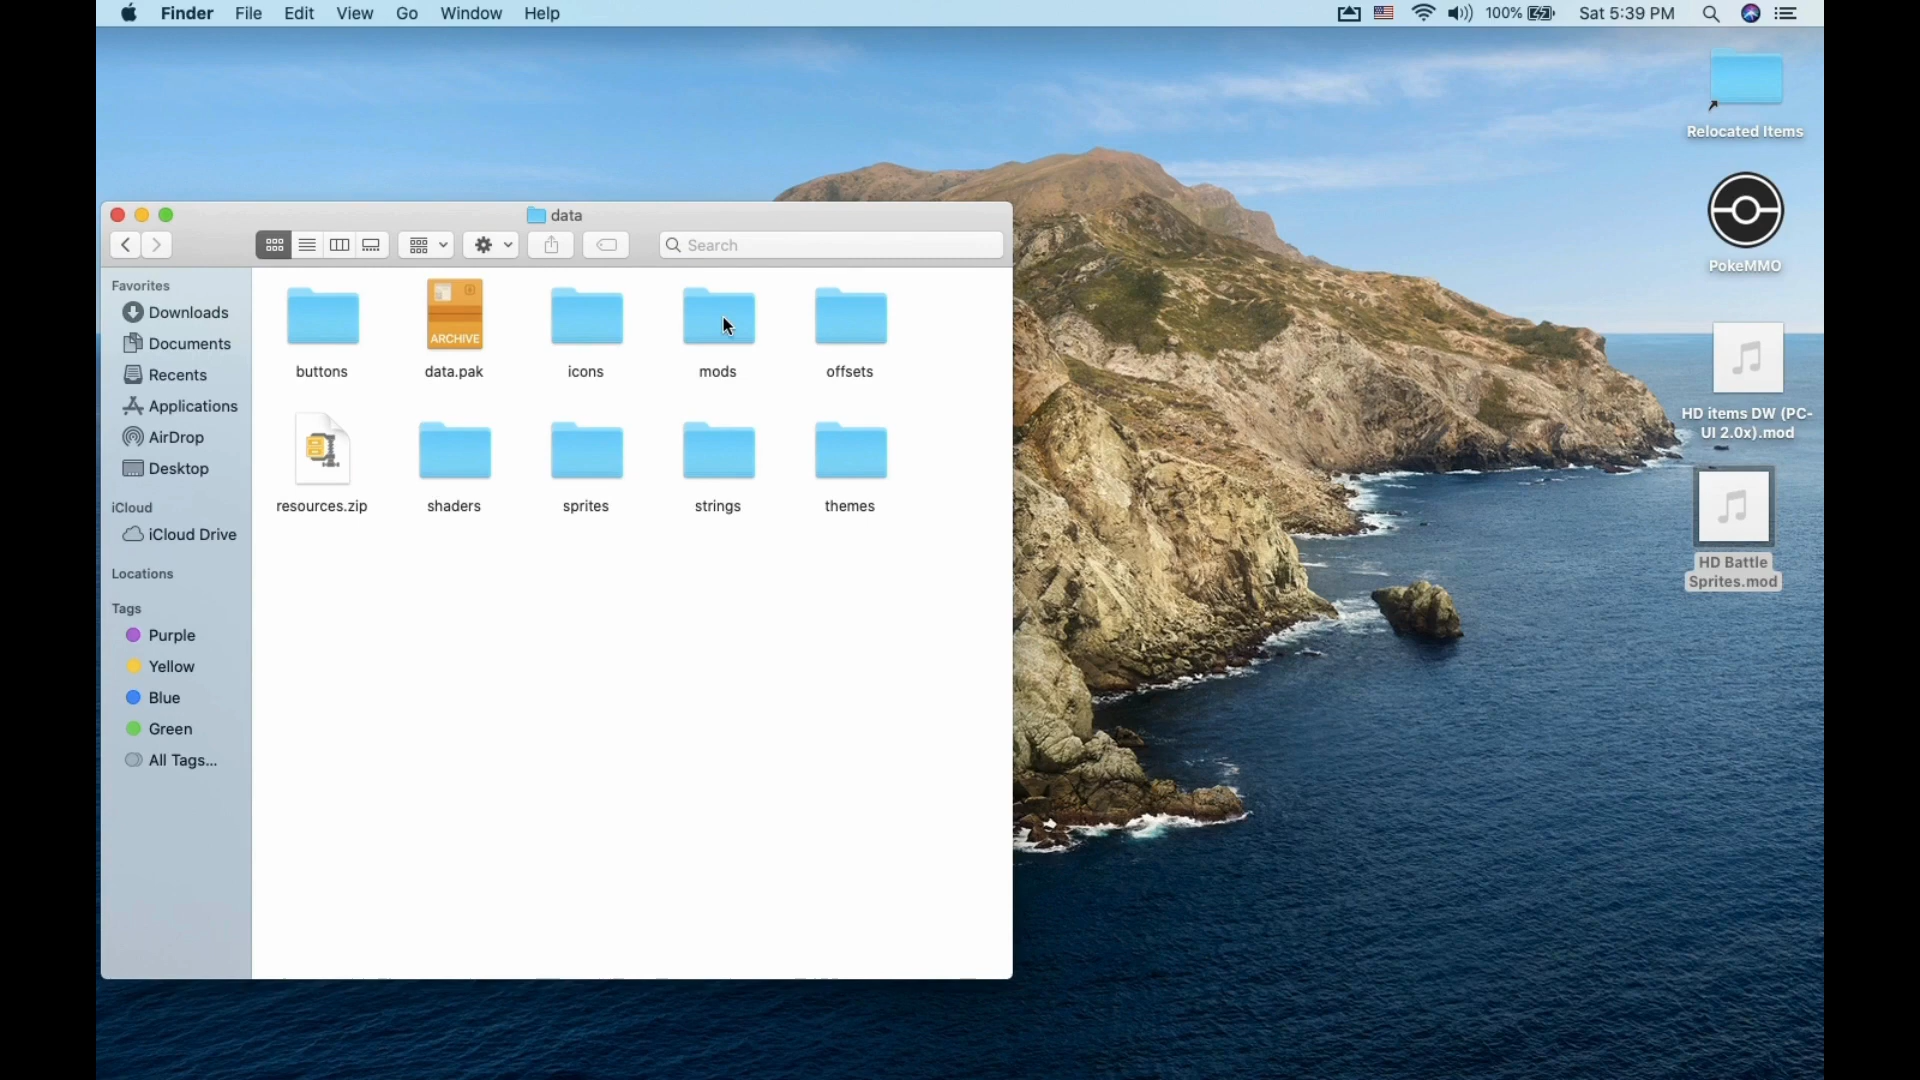 Finder File Edit View Go Window Help
100% Sat 5:39 PM
Relocated Items
PokeMMO
HD items DW (PC-
UI 2.0x).mod
HD Battle
Sprites.mod
data
Search
Favorites
Downloads
Documents
Recents
Applications
AirDrop
Desktop
iCloud
iCloud Drive
Locations
Tags
Purple
Yellow
Blue
Green
All Tags...
ARCHIVE
buttons data.pak icons mods offsets
resources.zip shaders sprites strings themes